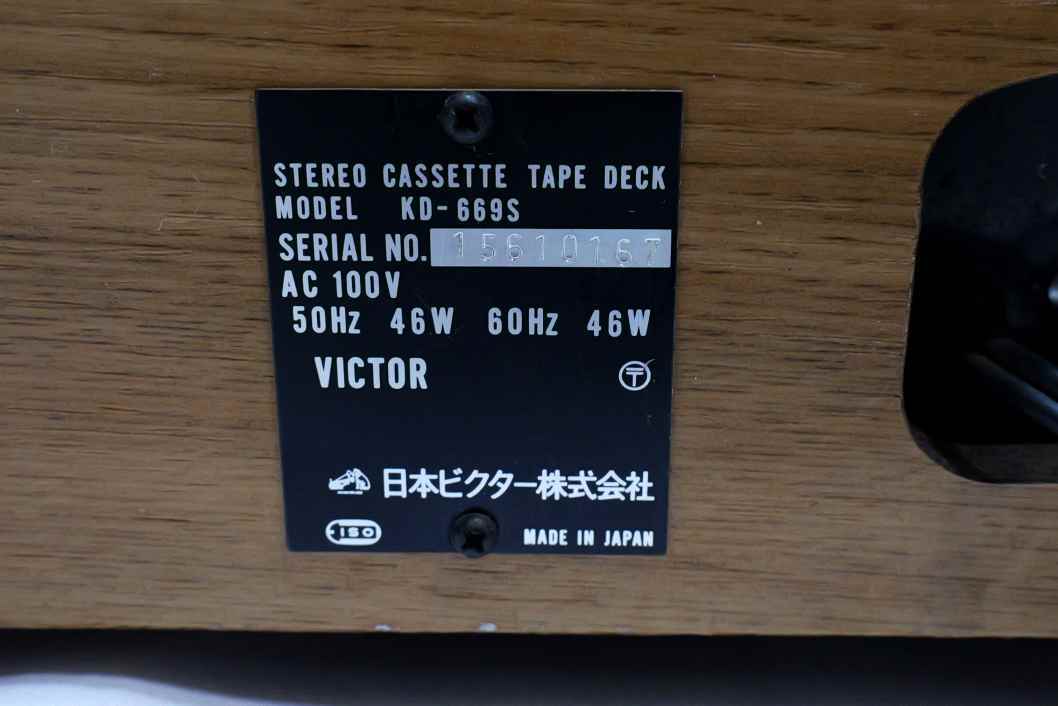 STEREO CASSETTE TAPE DECK
MODEL KD-669S
SERIAL NO. 15610167
AC 100V
50Hz 46W 60Hz 46W
VICTOR
日本ビクター株式会社
ISO
MADE IN JAPAN